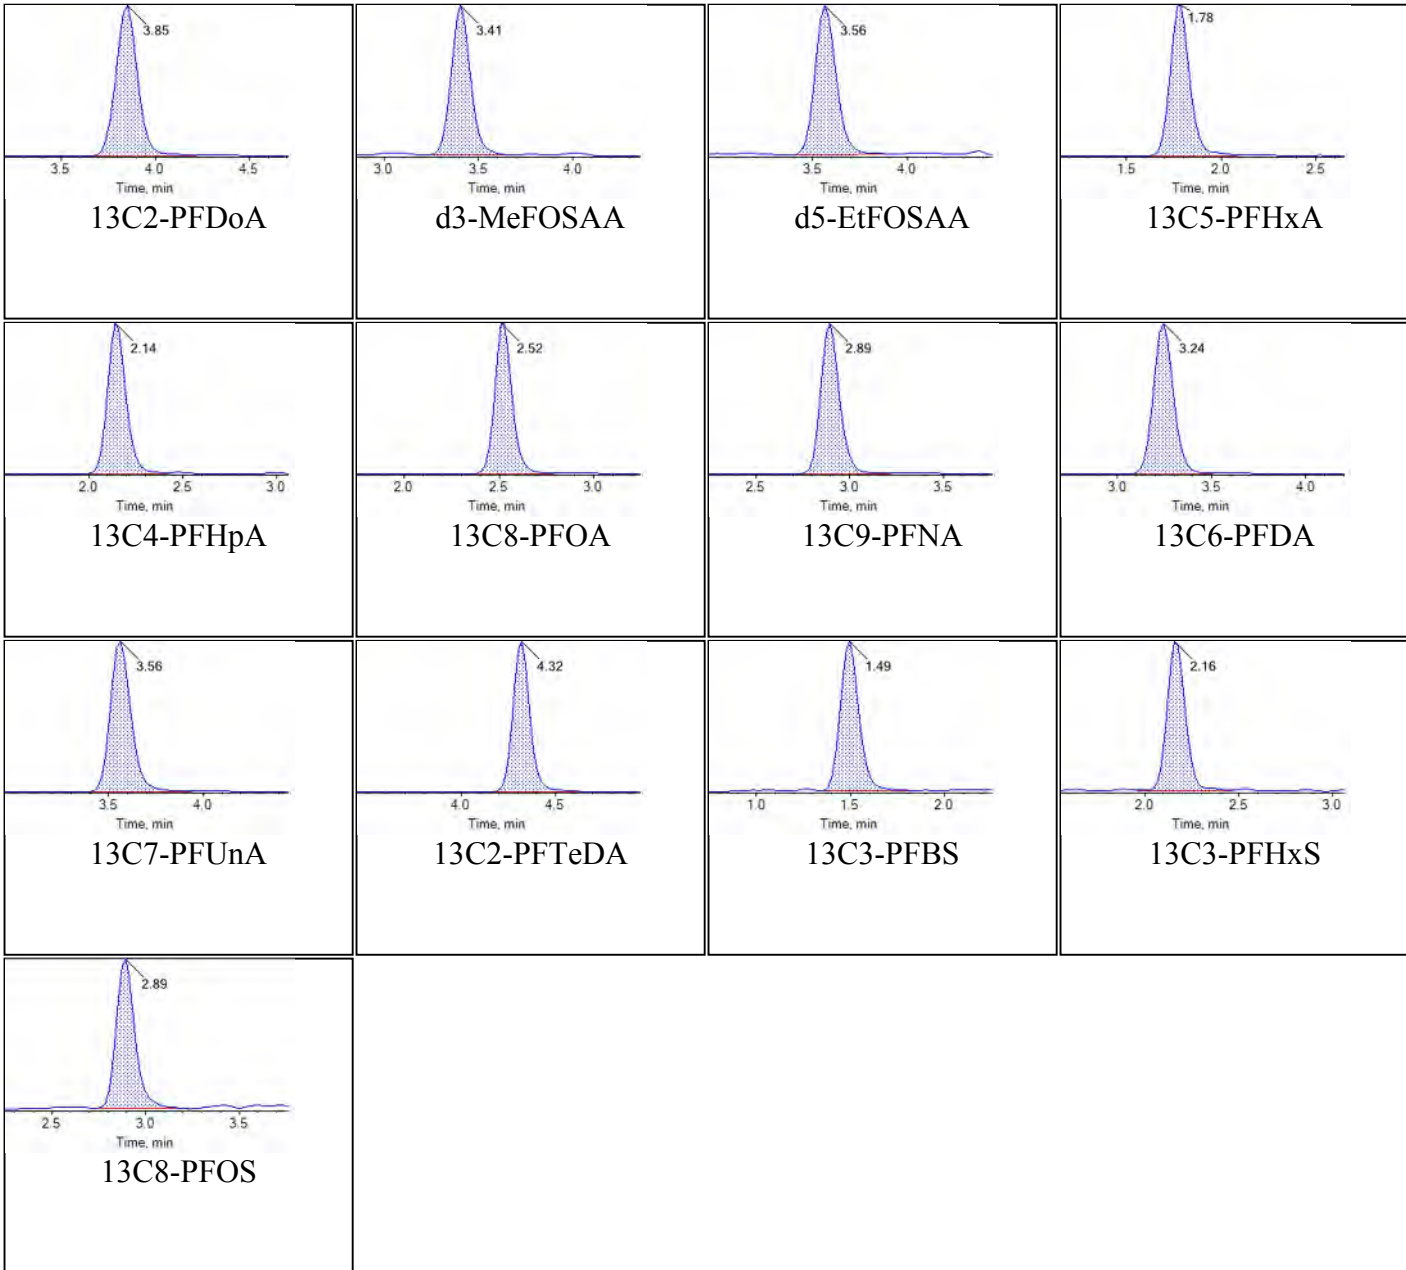 3.85
3.5 4.0 4.5
Time, min
13C2-PFDoA
3.41
3.0 3.5 4.0
Time, min
d3-MeFOSAA
3.56
3.5 4.0
Time, min
d5-EtFOSAA
1.78
1.5 2.0 2.5
Time, min
13C5-PFHxA
2.14
2.0 2.5 3.0
Time, min
13C4-PFHpA
2.52
2.0 2.5 3.0
Time, min
13C8-PFOA
2.89
2.5 3.0 3.5
Time, min
13C9-PFNA
3.24
3.0 3.5 4.0
Time, min
13C6-PFDA
3.56
3.5 4.0
Time, min
13C7-PFUnA
4.32
4.0 4.5
Time, min
13C2-PFTeDA
1.49
1.0 1.5 2.0
Time, min
13C3-PFBS
2.16
2.0 2.5 3.0
Time, min
13C3-PFHxS
2.89
2.5 3.0 3.5
Time, min
13C8-PFOS